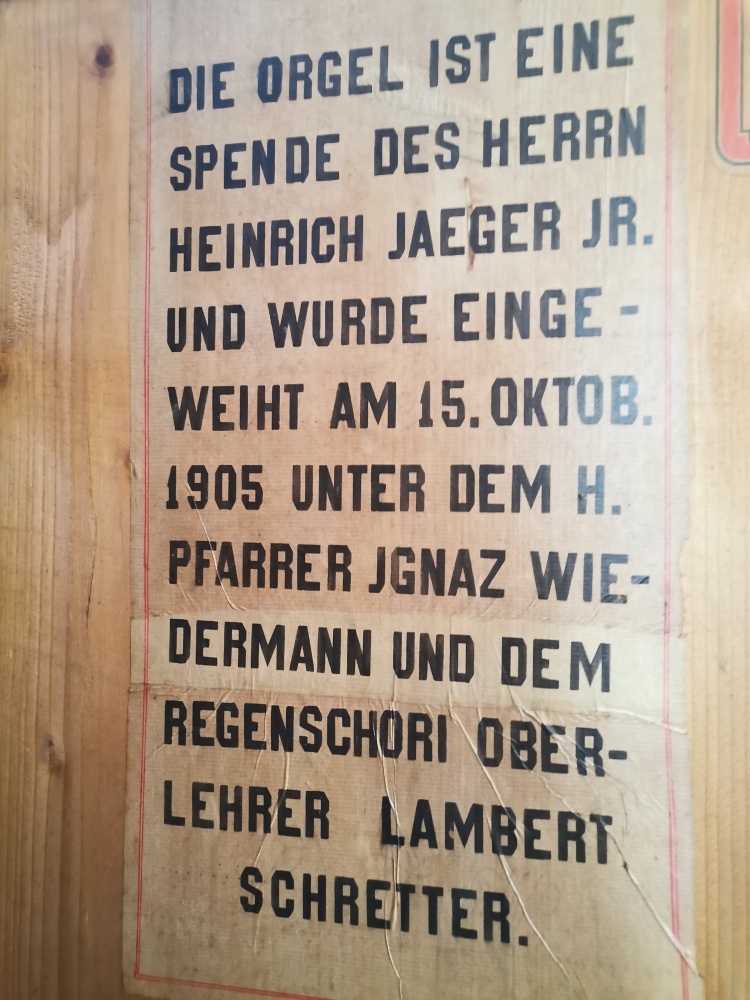 DIE ORGEL IST EINE
SPENDE DES HERRN
HEINRICH JAEGER JR.
UND WURDE EINGE-
WEIHT AM 15. OKTOB.
1905 UNTER DEM H.
PFARRER JGNAZ WIE-
DERMANN UND DEM
REGENSCHORI OBER-
LEHRER LAMBERT
SCHRETTER.